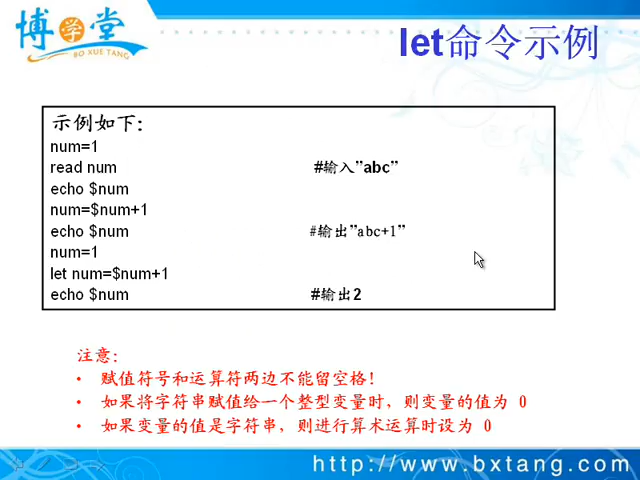 博学堂
BO XUE TANG
let命令示例
示例如下:
num=1
read num #输入”abc”
echo $num
num=$num+1
echo $num #输出”abc+1”
num=1
let num=$num+1
echo $num #输出2
注意:
• 赋值符号和运算符两边不能留空格!
• 如果将字符串赋值给一个整型变量时, 则变量的值为 0
• 如果变量的值是字符串, 则进行算术运算时设为 0
http://www.bxtang.com